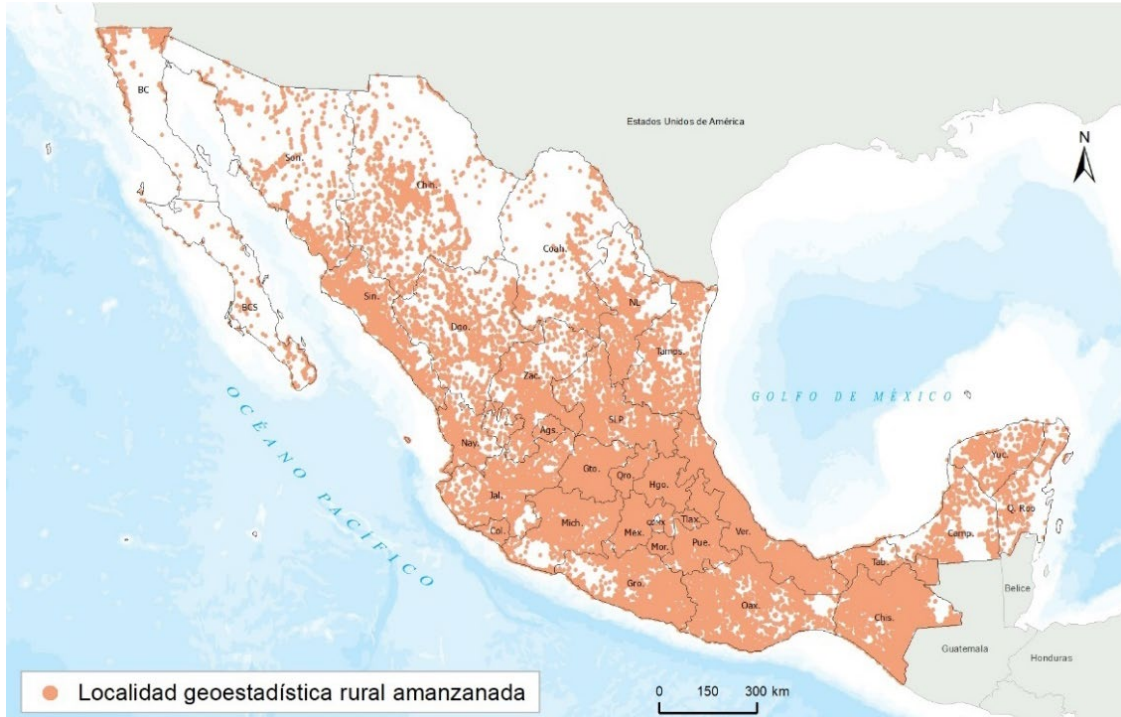 Estados Unidos de América
N
BC
Son.
Chih.
Coah.
BCS
Sin.
NL
Dgo.
Tamps.
Zac.
GOLFO DE MÉXICO
SLP.
Ags.
Nay.
Yuc.
Gto.
Qro.
Hgo.
Q. Roo
Jal.
Camp.
Mich.
CDMX
Tlax.
Col.
Mex.
Ver.
Mor.
Pue.
Tab.
Gro.
Oax.
Chis.
Belice
Guatemala
Honduras
OCÉANO PACÍFICO
Localidad geoestadística rural amanzanada
0 150 300 km